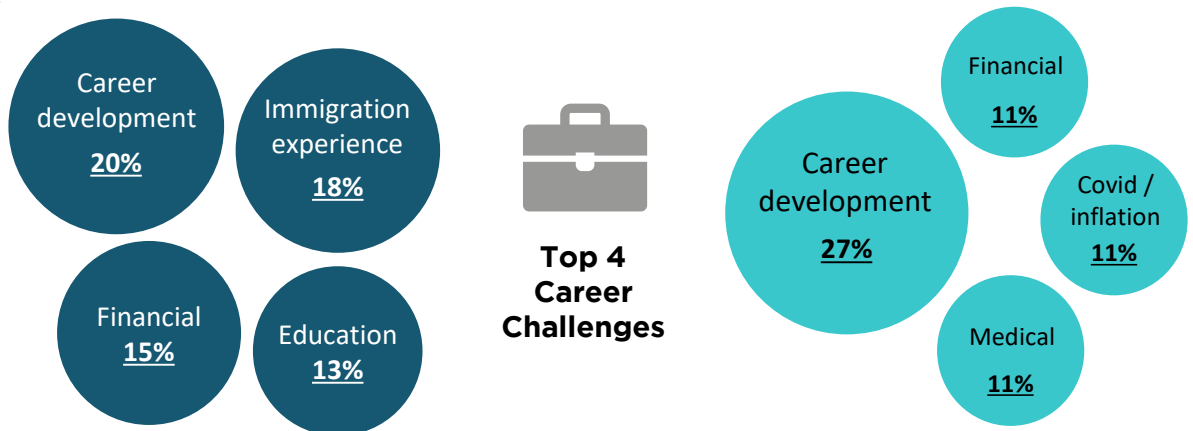 Career
development
20%
Immigration
experience
18%
Financial
15%
Education
13%
Top 4
Career
Challenges
Career
development
27%
Financial
11%
Covid /
inflation
11%
Medical
11%